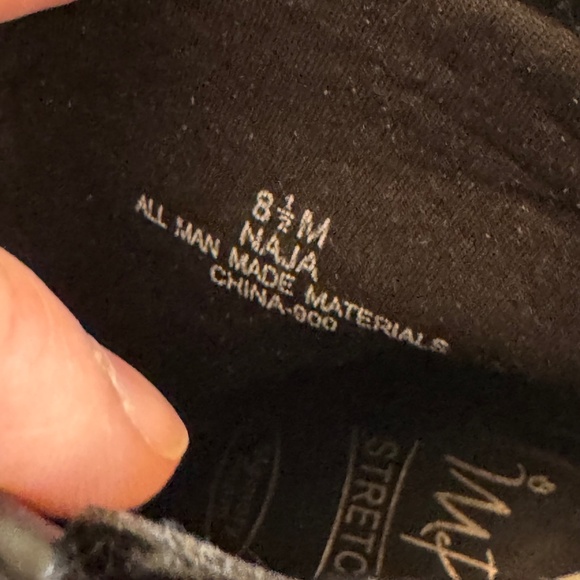 8½M
NAJA
ALL MAN MADE MATERIALS
CHINA-900
STRETC